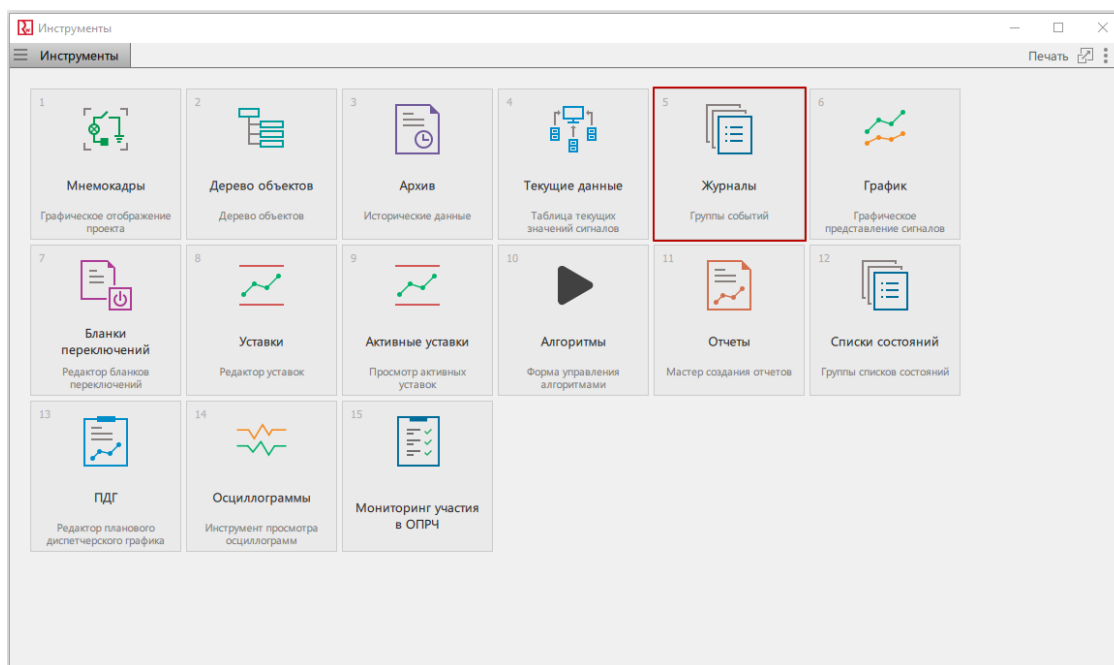 Инструменты
Инструменты
Печать
1
Мнемокадры
Графическое отображение
проекта
2
Дерево объектов
Дерево объектов
3
Архив
Исторические данные
4
Текущие данные
Таблица текущих
значений сигналов
5
Журналы
Группы событий
6
График
Графическое
представление сигналов
7
Бланки
переключений
Редактор бланков
переключений
8
Уставки
Редактор уставок
9
Активные уставки
Просмотр активных
уставок
10
Алгоритмы
Форма управления
алгоритмами
11
Отчеты
Мастер создания отчетов
12
Списки состояний
Группы списков состояний
13
ПДГ
Редактор планового
диспетчерского графика
14
Осциллограммы
Инструмент просмотра
осциллограмм
15
Мониторинг участия
в ОПРЧ